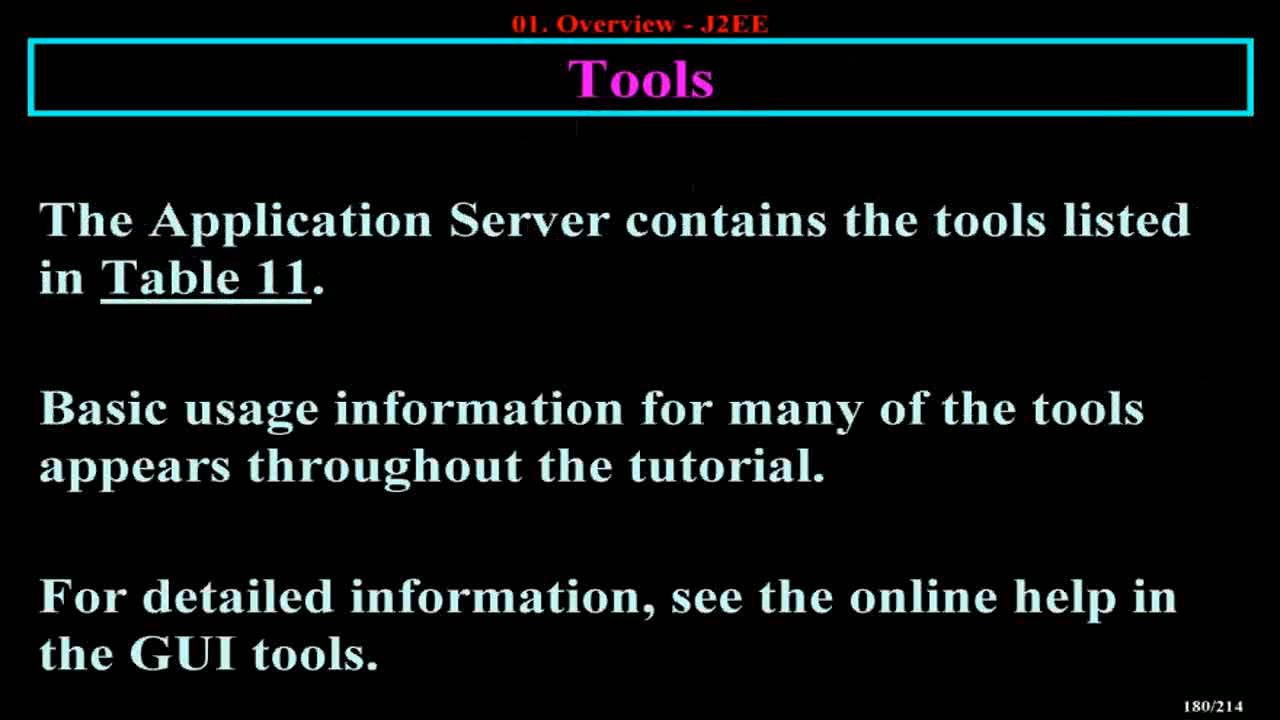 01. Overview - J2EE
Tools
The Application Server contains the tools listed
in Table 11.
Basic usage information for many of the tools
appears throughout the tutorial.
For detailed information, see the online help in
the GUI tools.
180/214